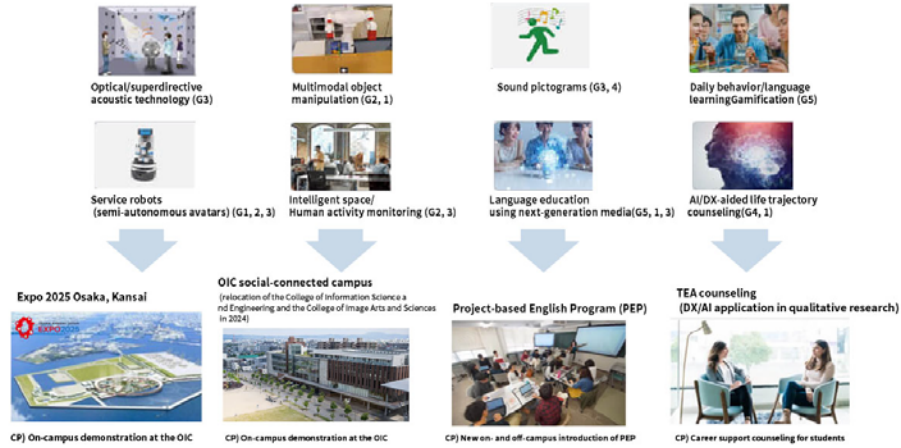 Optical/superdirective
acoustic technology (G3)
Multimodal object
manipulation (G2, 1)
Sound pictograms (G3, 4)
Daily behavior/language
learningGamification (G5)
Service robots
(semi-autonomous avatars) (G1, 2, 3)
Intelligent space/
Human activity monitoring (G2, 3)
Language education
using next-generation media(G5, 1, 3)
AI/DX-aided life trajectory
counseling(G4, 1)
Expo 2025 Osaka, Kansai
EXPO2025
CP) On-campus demonstration at the OIC
OIC social-connected campus
(relocation of the College of Information Science a
nd Engineering and the College of Image Arts and Sciences
in 2024)
CP) On-campus demonstration at the OIC
Project-based English Program (PEP)
CP) New on- and off-campus introduction of PEP
TEA counseling
(DX/AI application in qualitative research)
CP) Career support counseling for students